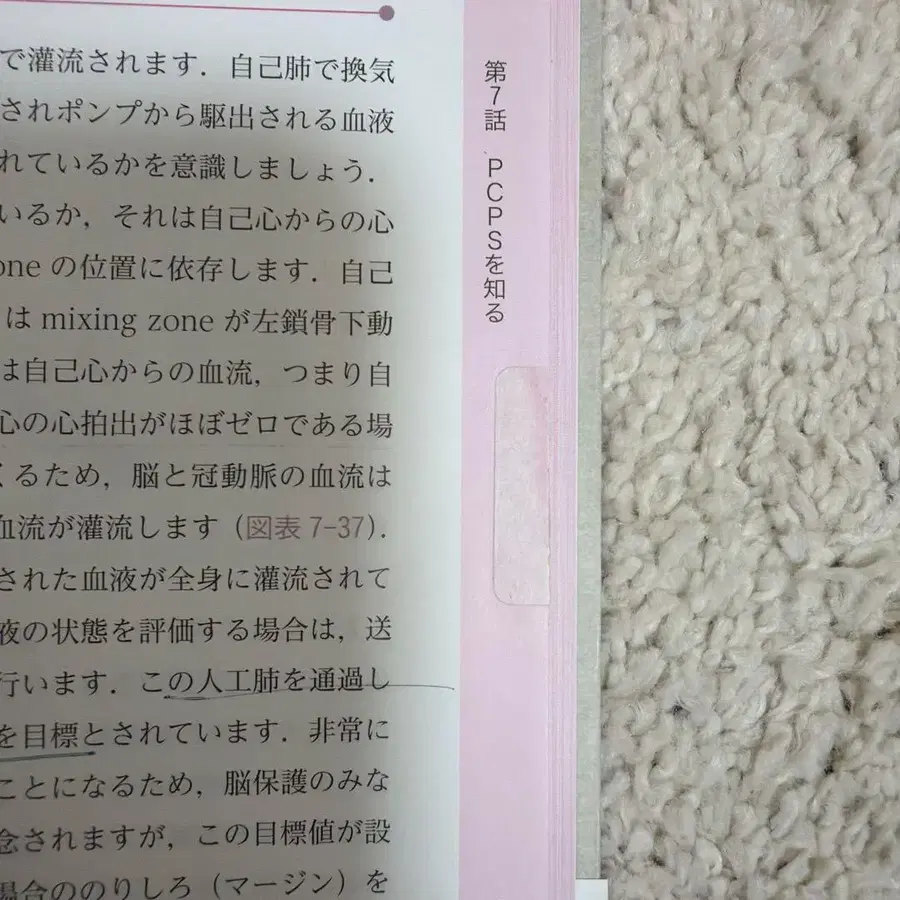 で灌流されます．自己肺で換気
されポンプから駆出される血液
れているかを意識しましょう．
いるか，それは自己心からの心
one の位置に依存します．自己
は mixing zone が左鎖骨下動
は自己心からの血流，つまり自
心の心拍出がほぼゼロである場
くるため，脳と冠動脈の血流は
血流が灌流します（図表 7-37）．
された血液が全身に灌流されて
液の状態を評価する場合は，送
行います．この人工肺を通過し
を目標とされています．非常に
ことになるため，脳保護のみな
念されますが，この目標値が設
場合ののりしろ（マージン）を
第7話 PCPSを知る